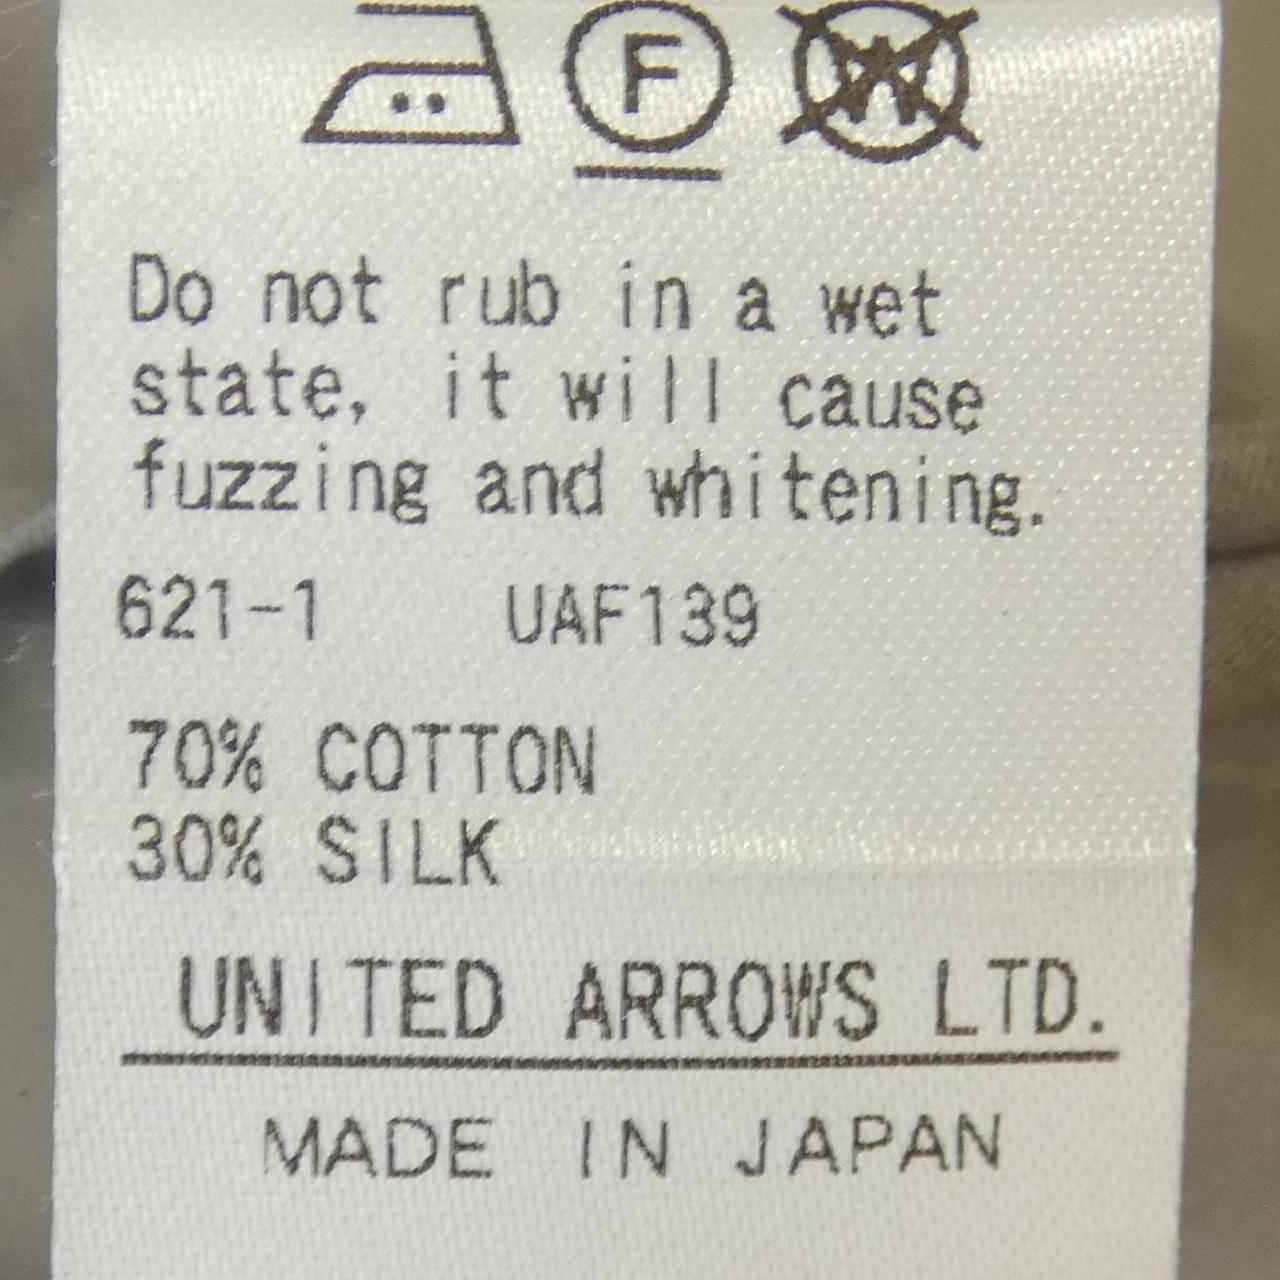 F W
Do not rub in a wet
state, it will cause
fuzzing and whitening.
621-1 UAF139
70% COTTON
30% SILK
UNITED ARROWS LTD.
MADE IN JAPAN